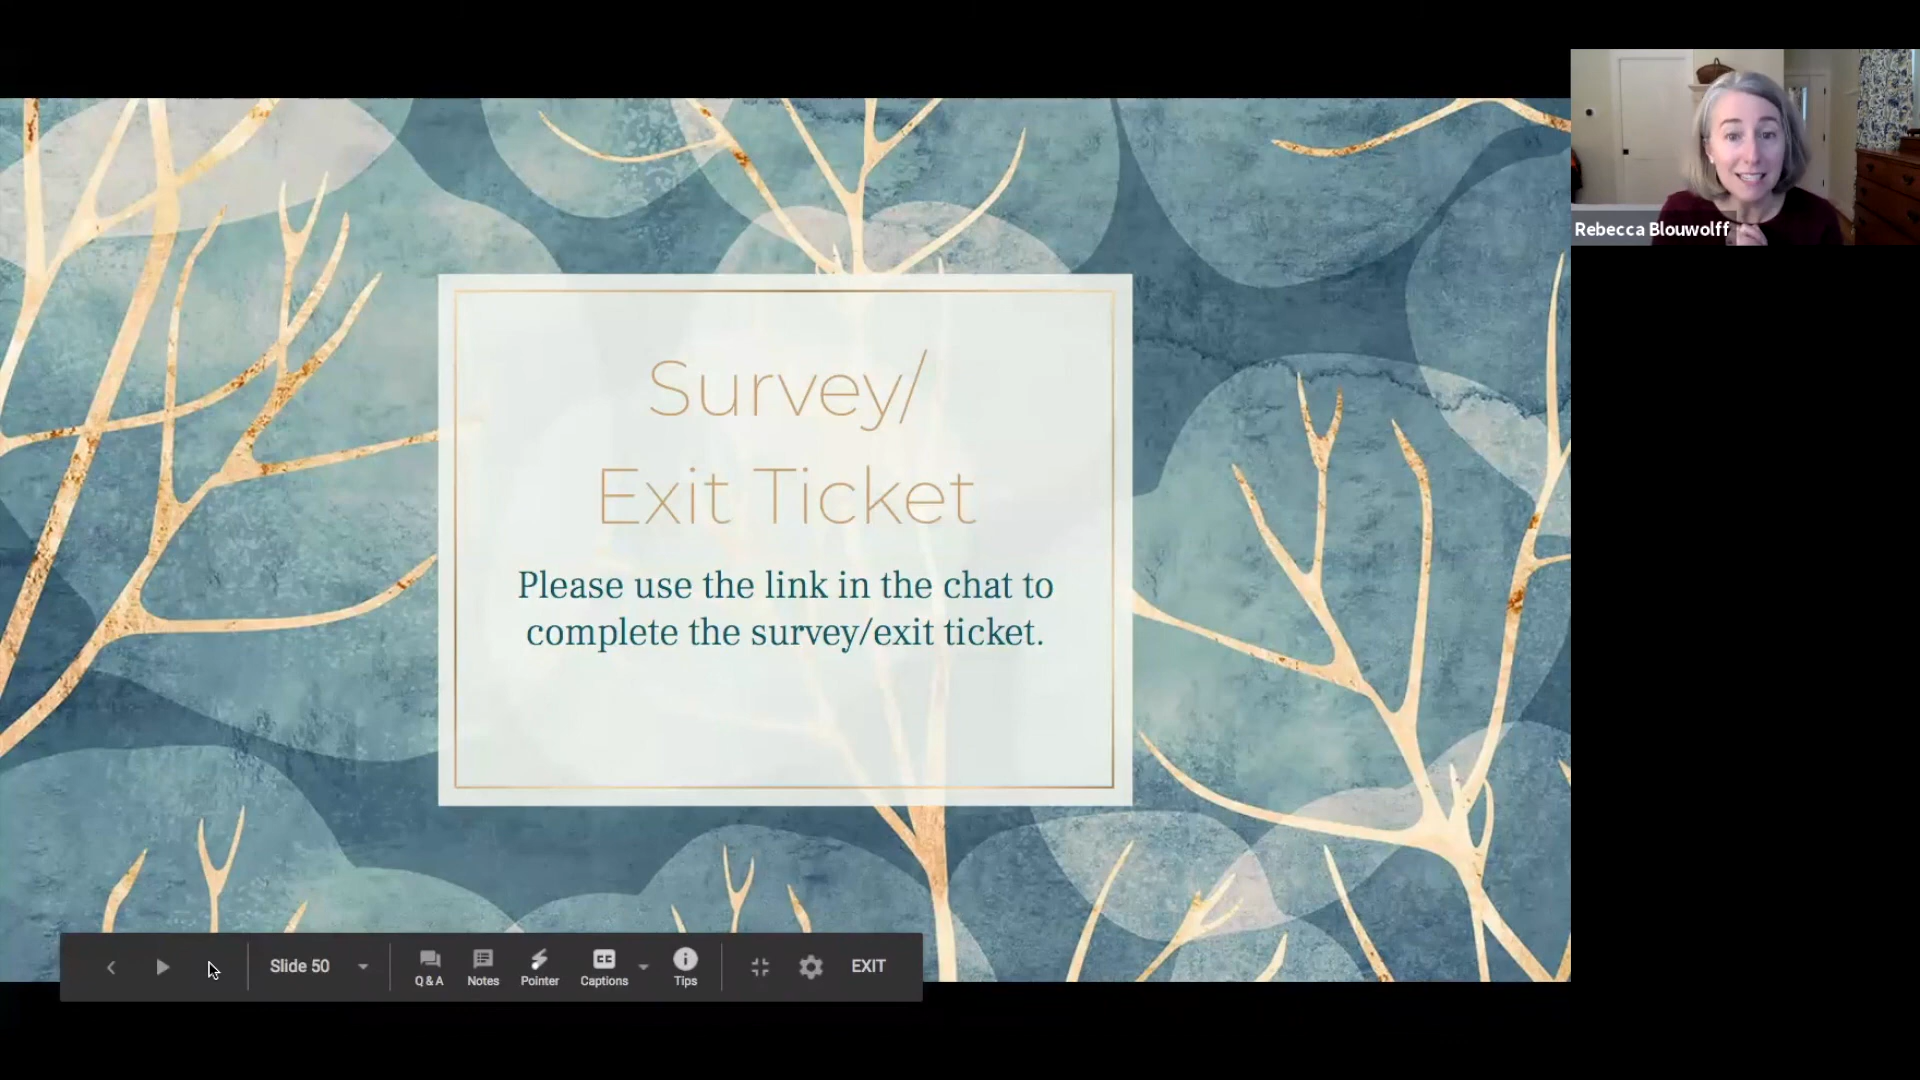 Rebecca Blouwolff
Survey/
Exit Ticket
Please use the link in the chat to
complete the survey/exit ticket.
Slide 50
Q & A
Notes
Pointer
CC
Captions
Tips
EXIT